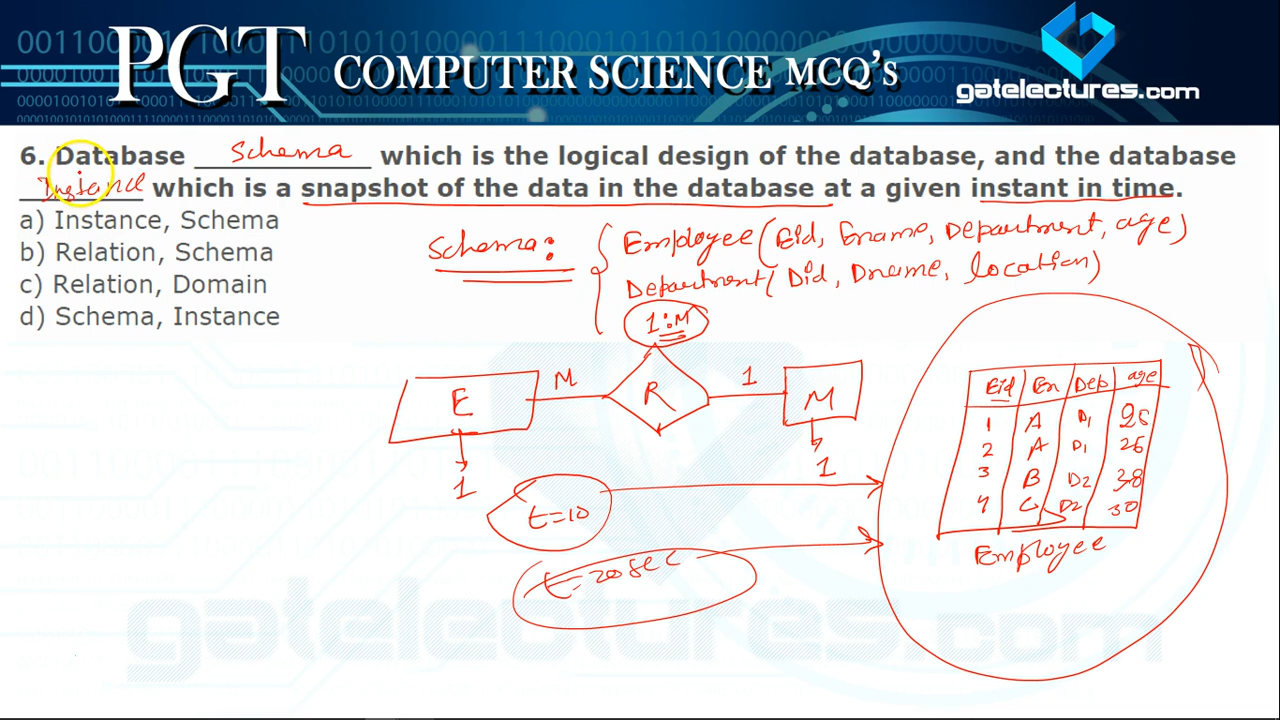 PGT COMPUTER SCIENCE MCQ'S
gatelectures.com
6. Database Schema which is the logical design of the database, and the database
Instance which is a snapshot of the data in the database at a given instant in time.
a) Instance, Schema
b) Relation, Schema
c) Relation, Domain
d) Schema, Instance
Schema:
Employee(Eid, Ename, Department, age)
Department(Did, Dname, location)
1:M
E M R 1 M
1 1
t=10
t=20sec
Eid En Dep age
1 A D1 26
2 A D1 26
3 B D2 38
4 C D2 30
Employee
gatelectures.com